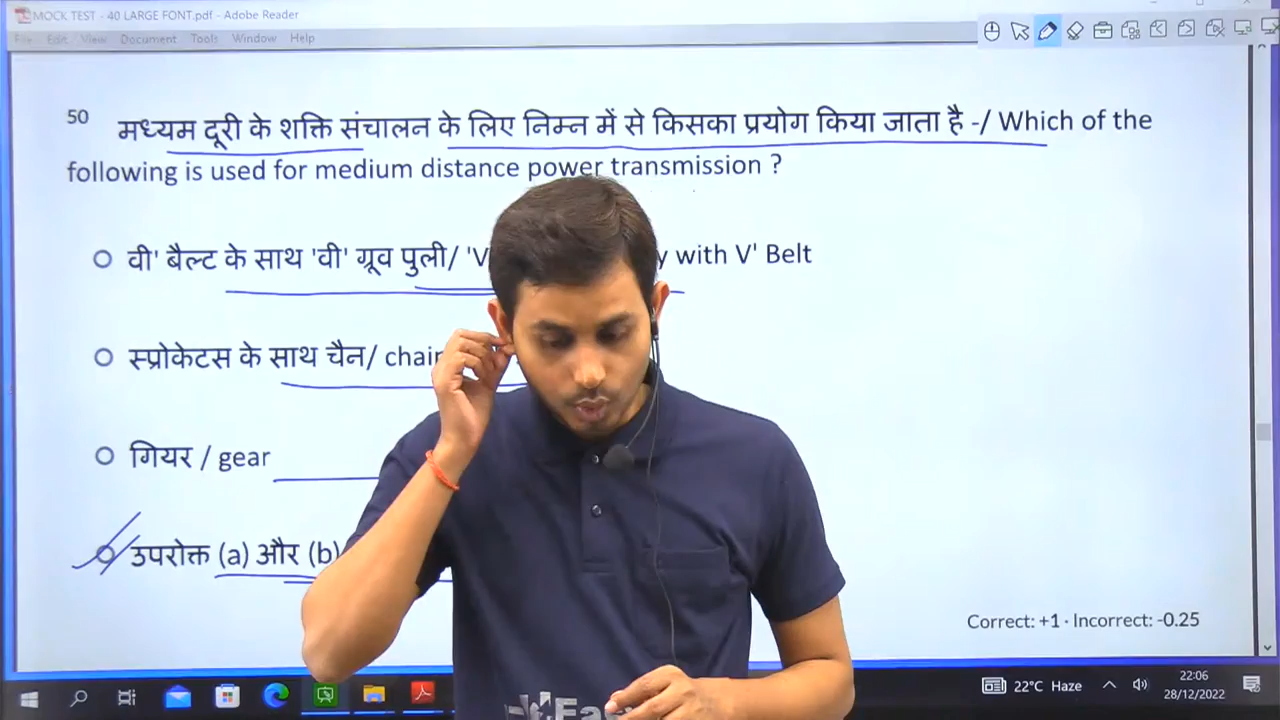 MOCK TEST - 40 LARGE FONT.pdf - Adobe Reader
File Edit View Document Tools Window Help
50
मध्यम दूरी के शक्ति संचालन के लिए निम्न में से किसका प्रयोग किया जाता है -/ Which of the
following is used for medium distance power transmission ?
वी' बैल्ट के साथ 'वी' ग्रूव पुली/ 'V with V' Belt
स्प्रोकेटस के साथ चैन/
गियर / gear
उपरोक्त (a) और (b)
Correct: +1 · Incorrect: -0.25
22°C Haze
22:06
28/12/2022